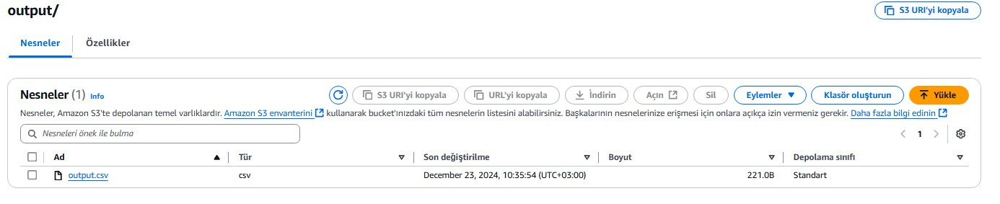 output/
S3 URI'yi kopyala
Nesneler Özellikler
Nesneler (1) Info
S3 URI'yi kopyala URL'yi kopyala İndirin Açın Sil Eylemler Klasör oluşturun Yükle
Nesneler, Amazon S3'te depolanan temel varlıklardır. Amazon S3 envanterini kullanarak bucket'ınızdaki tüm nesnelerin listesini alabilirsiniz. Başkalarının nesnelerinize erişmesi için onlara açıkça izin vermeniz gerekir. Daha fazla bilgi edinin
Nesneleri önek ile bulma
1
Ad Tür Son değiştirilme Boyut Depolama sınıfı
output.csv csv December 23, 2024, 10:35:54 (UTC+03:00) 221.0B Standart